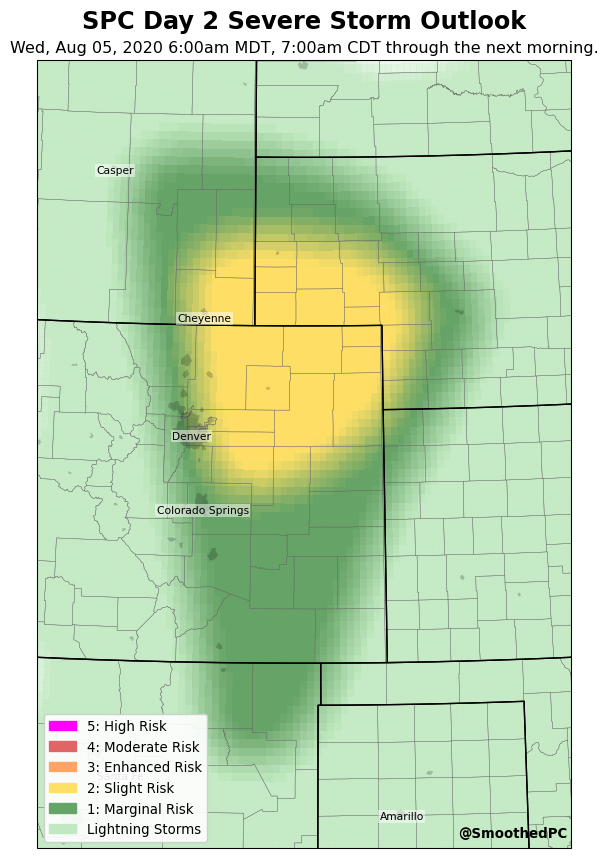 SPC Day 2 Severe Storm Outlook
Wed, Aug 05, 2020 6:00am MDT, 7:00am CDT through the next morning.
Casper
Cheyenne
Denver
Colorado Springs
5: High Risk
4: Moderate Risk
3: Enhanced Risk
2: Slight Risk
1: Marginal Risk
Lightning Storms
Amarillo
@SmoothedPC